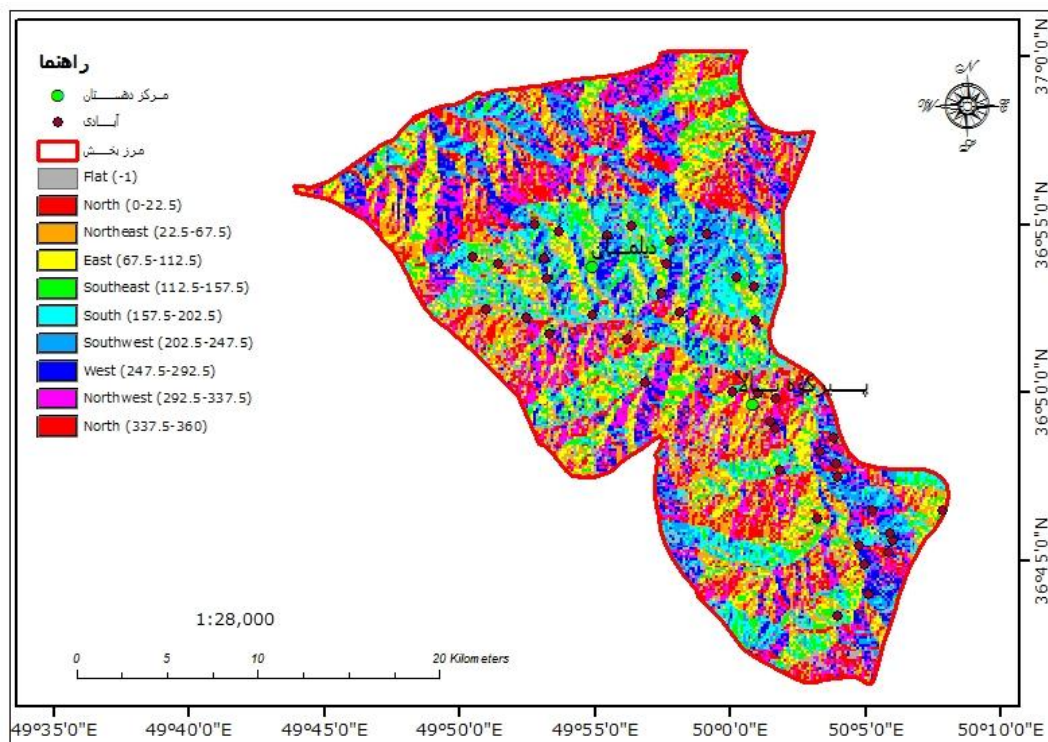 راهنما
مرکز دهستان
آبادی
مرز بخش
Flat (-1)
North (0-22.5)
Northeast (22.5-67.5)
East (67.5-112.5)
Southeast (112.5-157.5)
South (157.5-202.5)
Southwest (202.5-247.5)
West (247.5-292.5)
Northwest (292.5-337.5)
North (337.5-360)
N
W
E
S
دیلمان
1:28,000
0 5 10 20 Kilometers
37°0'0"N
36°55'0"N
36°50'0"N
36°45'0"N
49°35'0"E 49°40'0"E 49°45'0"E 49°50'0"E 49°55'0"E 50°0'0"E 50°5'0"E 50°10'0"E